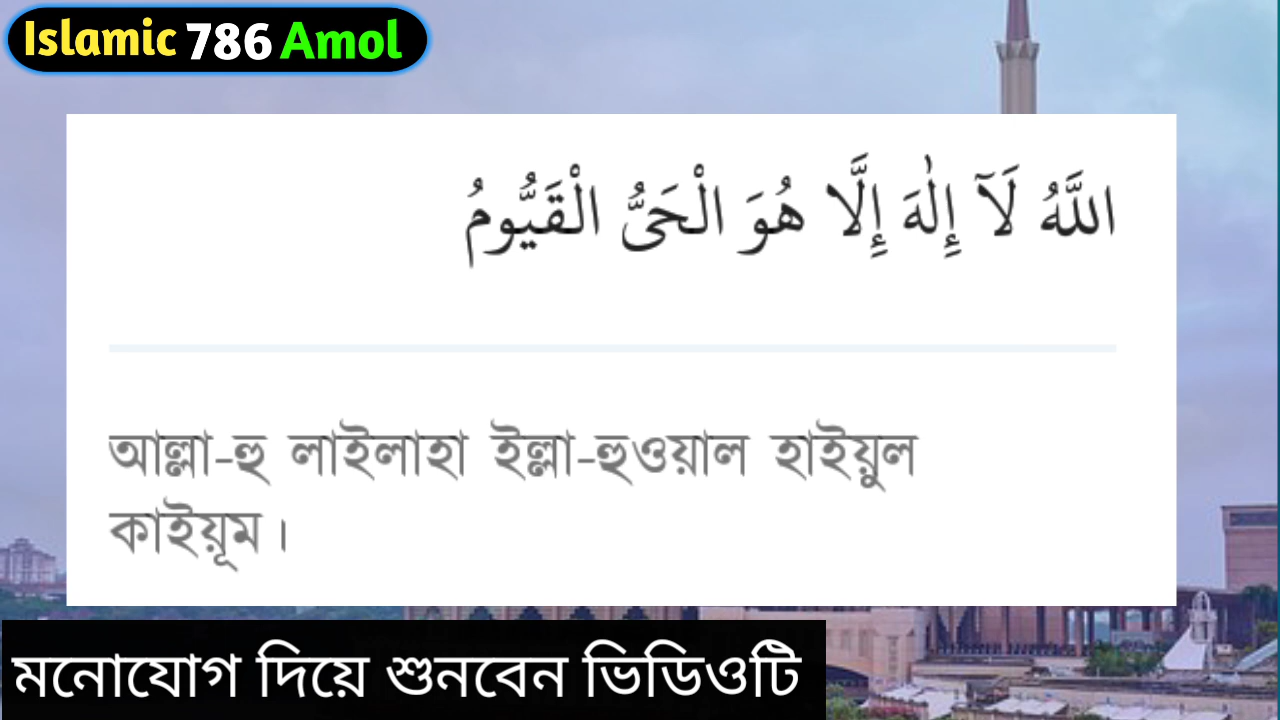 Islamic 786 Amol
اللَّهُ لَآ إِلٰهَ إِلَّا هُوَ الْحَىُّ الْقَيُّومُ
আল্লা-হু লাইলাহা ইল্লা-হুওয়াল হাইয়ুল
কাইয়ূম।
মনোযোগ দিয়ে শুনবেন ভিডিওটি